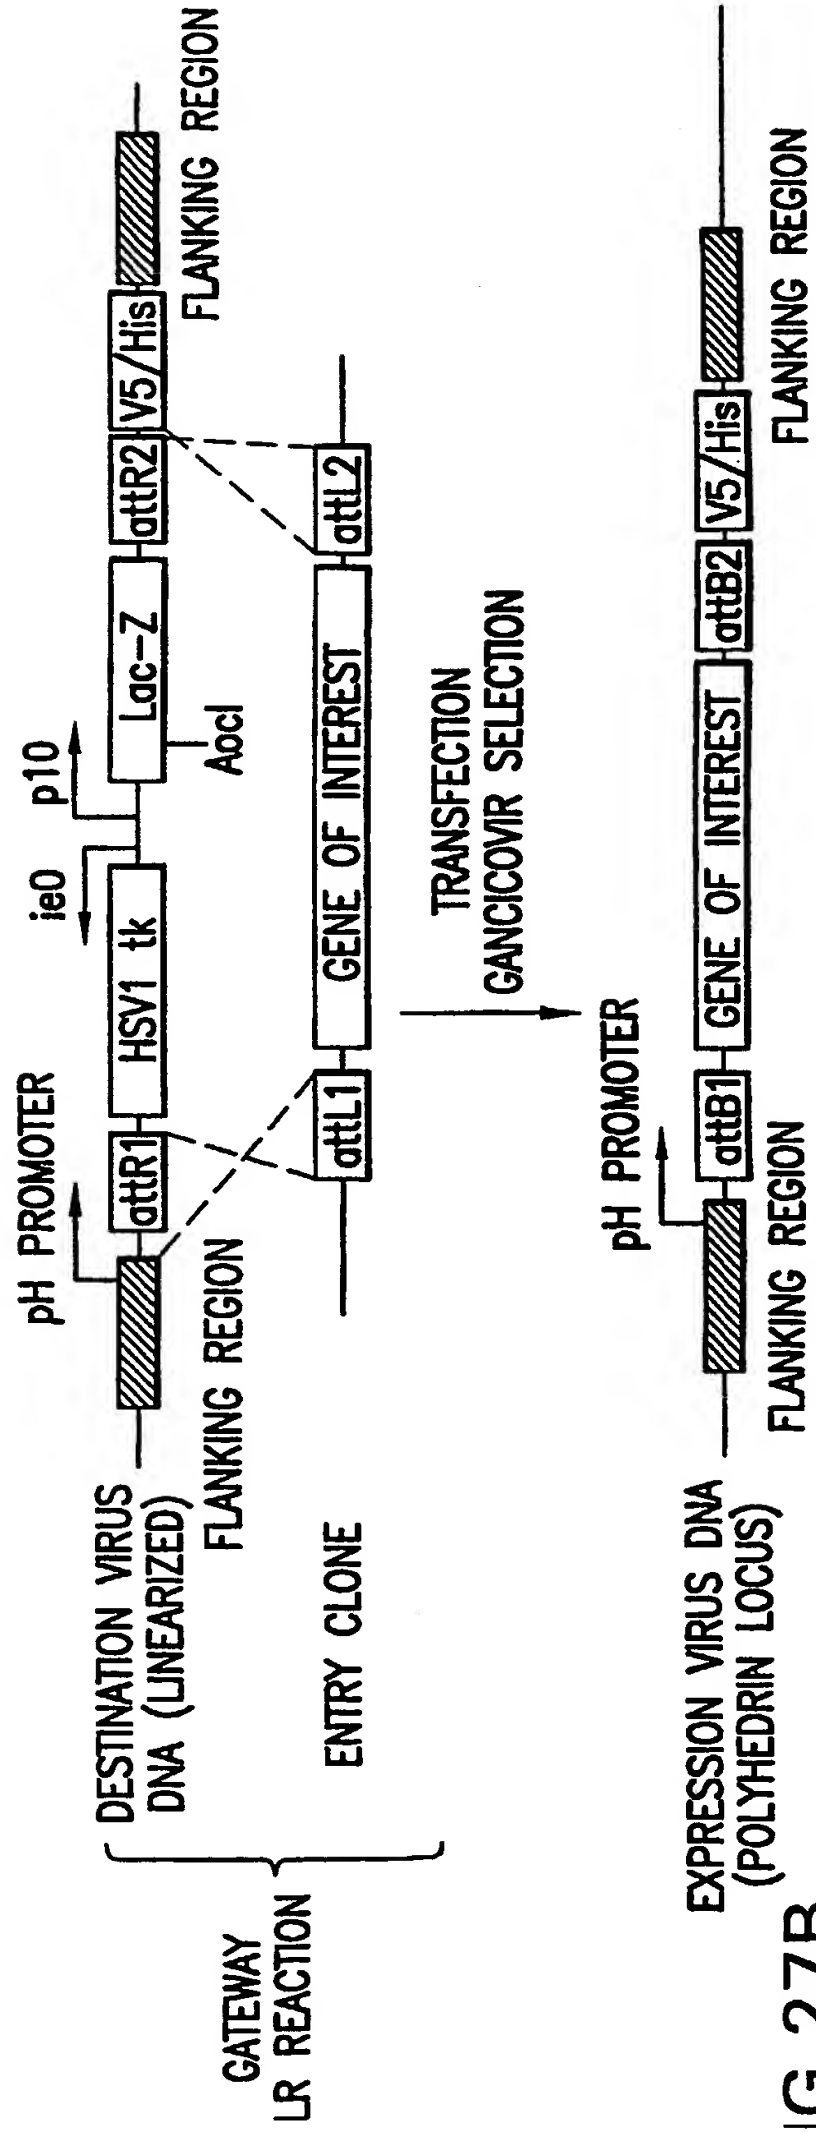 GATEWAY
LR REACTION
DESTINATION VIRUS
DNA (LINEARIZED)
pH PROMOTER
FLANKING REGION
attR1
HSV1 tk
ie0
p10
Lac-Z
AocI
attR2
V5/His
FLANKING REGION
ENTRY CLONE
attL1
GENE OF INTEREST
attL2
TRANSFECTION
GANCICOVIR SELECTION
EXPRESSION VIRUS DNA
(POLYHEDRIN LOCUS)
pH PROMOTER
FLANKING REGION
attB1
GENE OF INTEREST
attB2
V5/His
FLANKING REGION
IG. 27B